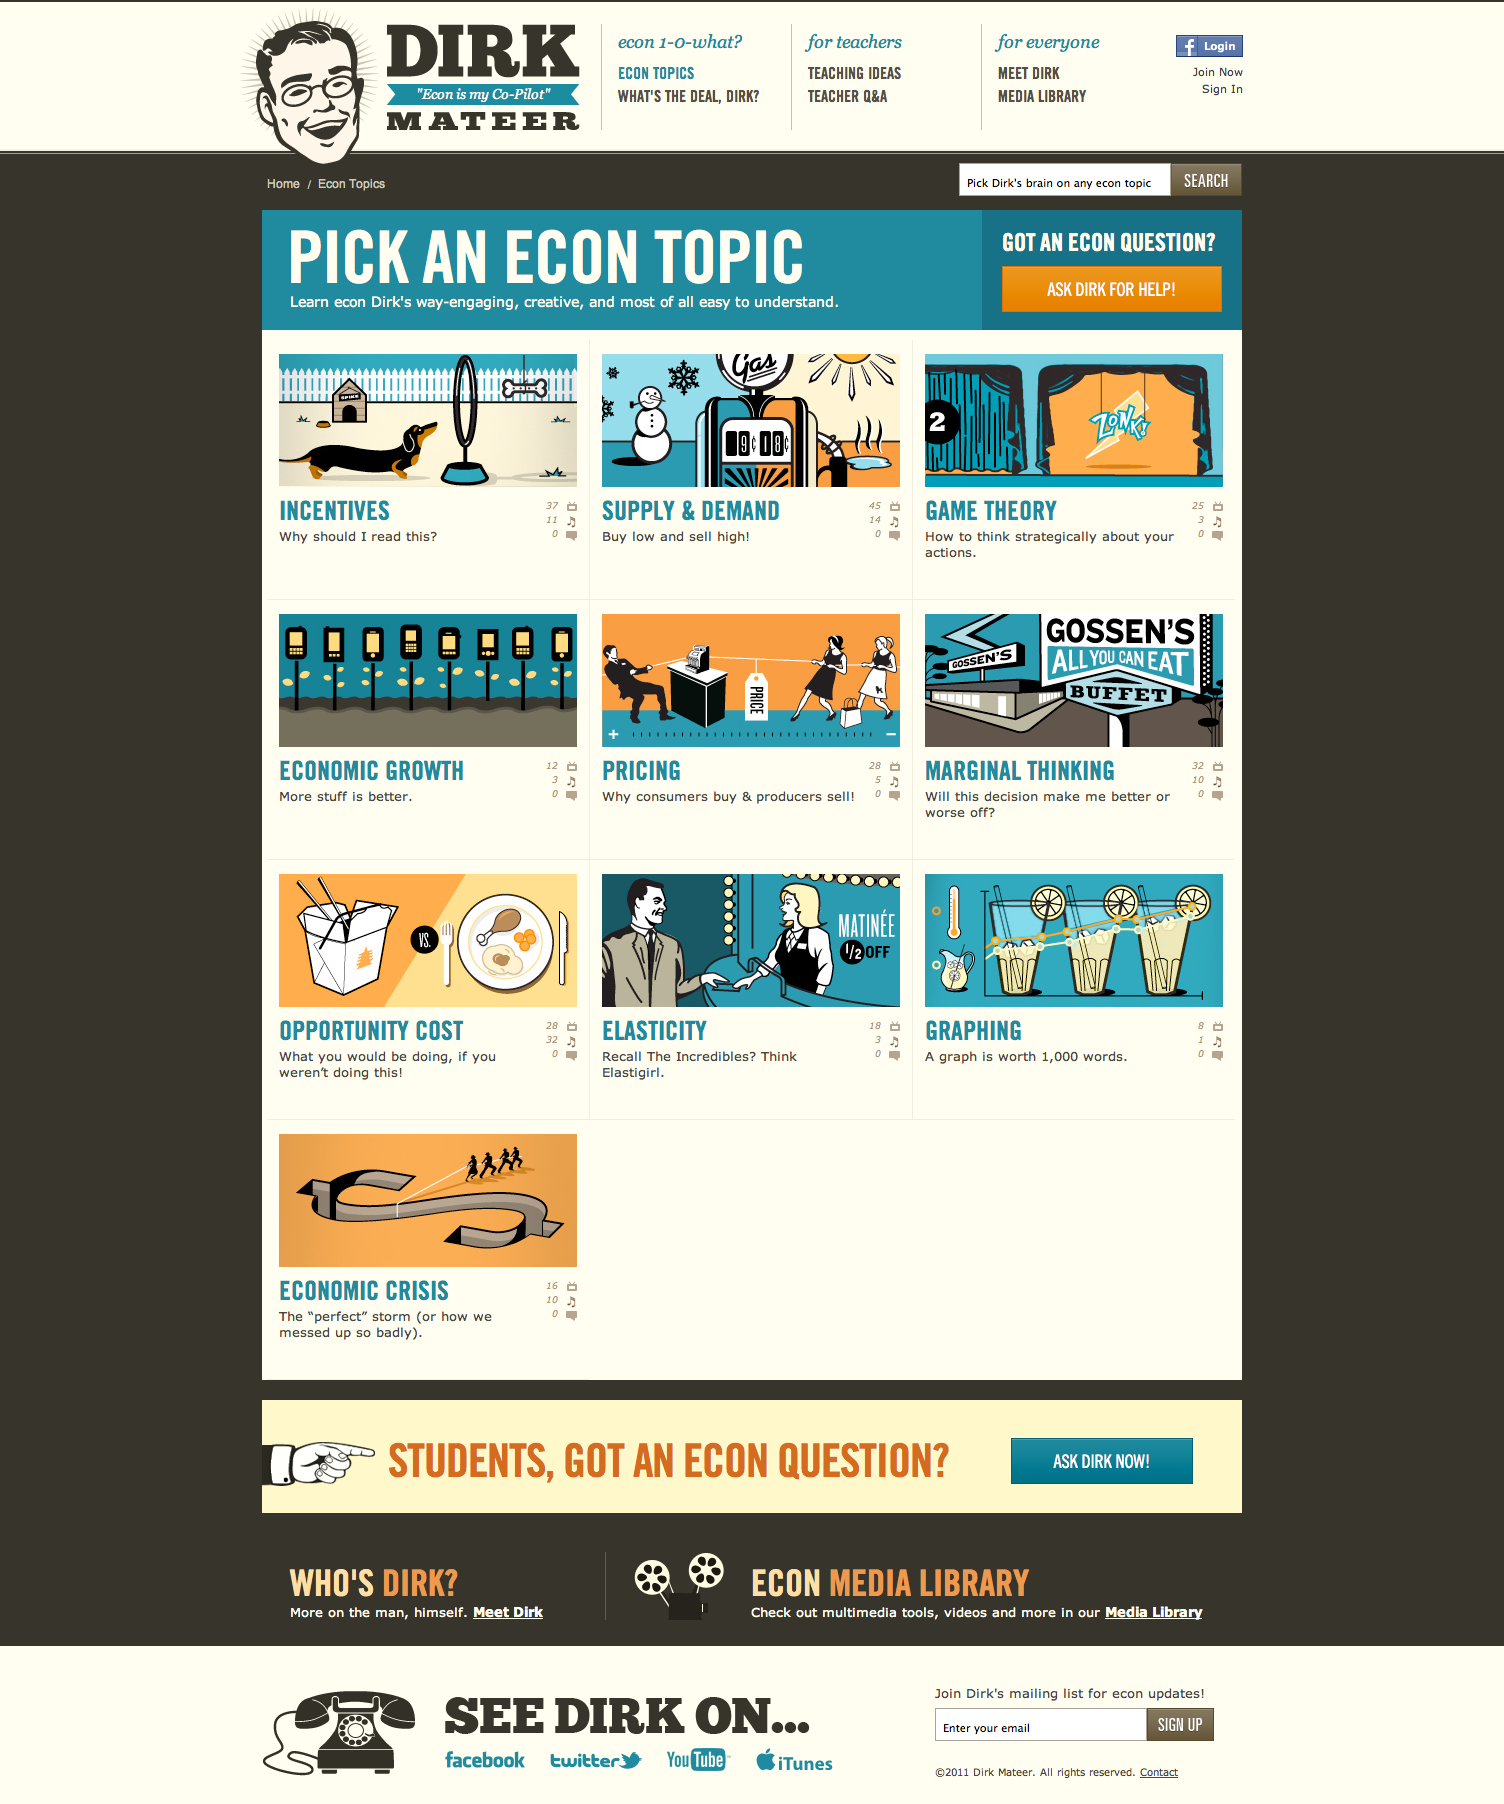 DIRK
"Econ is my Co-Pilot"
MATEER
econ 1-0-what?
ECON TOPICS
WHAT'S THE DEAL, DIRK?
for teachers
TEACHING IDEAS
TEACHER Q&A
for everyone
MEET DIRK
MEDIA LIBRARY
f Login
Join Now
Sign In
Home / Econ Topics
Pick Dirk's brain on any econ topic
SEARCH
PICK AN ECON TOPIC
Learn econ Dirk's way-engaging, creative, and most of all easy to understand.
GOT AN ECON QUESTION?
ASK DIRK FOR HELP!
SPIKE
INCENTIVES
Why should I read this?
37
11
0
Gas
9¢ 18¢
SUPPLY & DEMAND
Buy low and sell high!
45
14
0
2
ZONK!
GAME THEORY
How to think strategically about your
actions.
25
3
0
ECONOMIC GROWTH
More stuff is better.
12
3
0
PRICE
+ −
PRICING
Why consumers buy & producers sell!
28
5
0
GOSSEN'S
GOSSEN'S
ALL YOU CAN EAT
BUFFET
MARGINAL THINKING
Will this decision make me better or
worse off?
32
10
0
VS.
OPPORTUNITY COST
What you would be doing, if you
weren’t doing this!
28
32
0
MATINÉE
1/2 OFF
ELASTICITY
Recall The Incredibles? Think
Elastigirl.
18
3
0
GRAPHING
A graph is worth 1,000 words.
8
1
0
ECONOMIC CRISIS
The “perfect” storm (or how we
messed up so badly).
16
10
0
STUDENTS, GOT AN ECON QUESTION?
ASK DIRK NOW!
WHO'S DIRK?
More on the man, himself. Meet Dirk
ECON MEDIA LIBRARY
Check out multimedia tools, videos and more in our Media Library
SEE DIRK ON...
facebook
twitter
YouTube
iTunes
Join Dirk's mailing list for econ updates!
Enter your email
SIGN UP
©2011 Dirk Mateer. All rights reserved. Contact